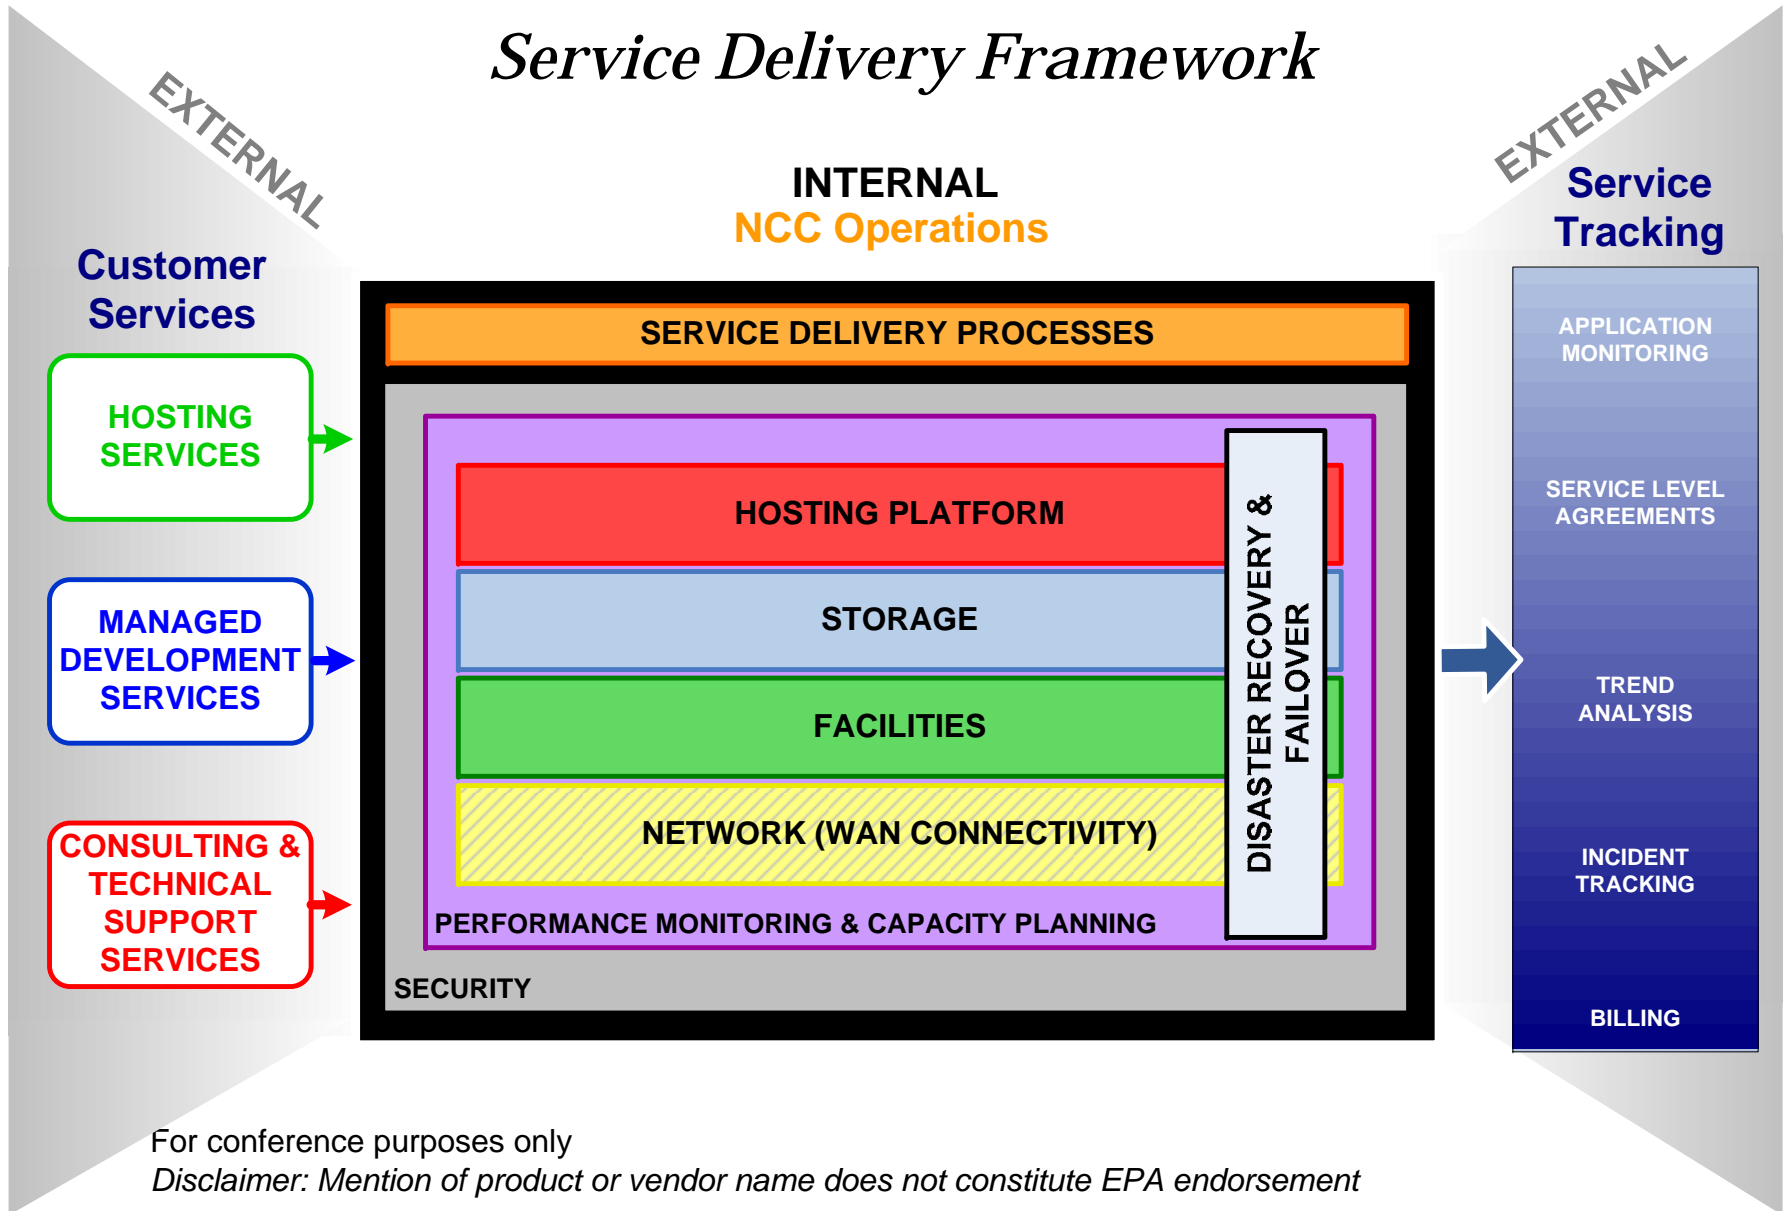 Service Delivery Framework
EXTERNAL
EXTERNAL
INTERNAL
NCC Operations
Customer
Services
HOSTING
SERVICES
MANAGED
DEVELOPMENT
SERVICES
CONSULTING &
TECHNICAL
SUPPORT
SERVICES
SERVICE DELIVERY PROCESSES
HOSTING PLATFORM
STORAGE
FACILITIES
NETWORK (WAN CONNECTIVITY)
DISASTER RECOVERY &
FAILOVER
PERFORMANCE MONITORING & CAPACITY PLANNING
SECURITY
Service
Tracking
APPLICATION
MONITORING
SERVICE LEVEL
AGREEMENTS
TREND
ANALYSIS
INCIDENT
TRACKING
BILLING
For conference purposes only
Disclaimer: Mention of product or vendor name does not constitute EPA endorsement